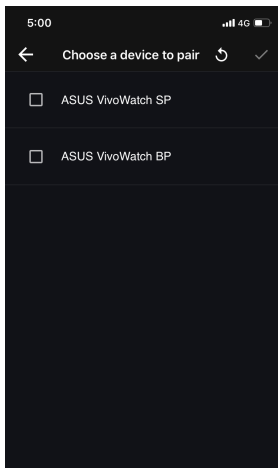 5:00 4G
Choose a device to pair
ASUS VivoWatch SP
ASUS VivoWatch BP